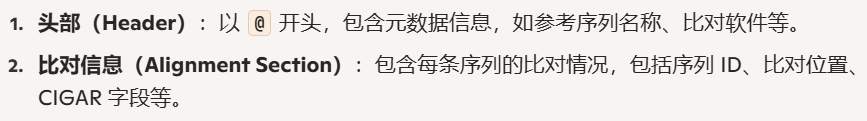 1. 头部（Header）：以 @ 开头，包含元数据信息，如参考序列名称、比对软件等。
2. 比对信息（Alignment Section）：包含每条序列的比对情况，包括序列 ID、比对位置、
CIGAR 字段等。